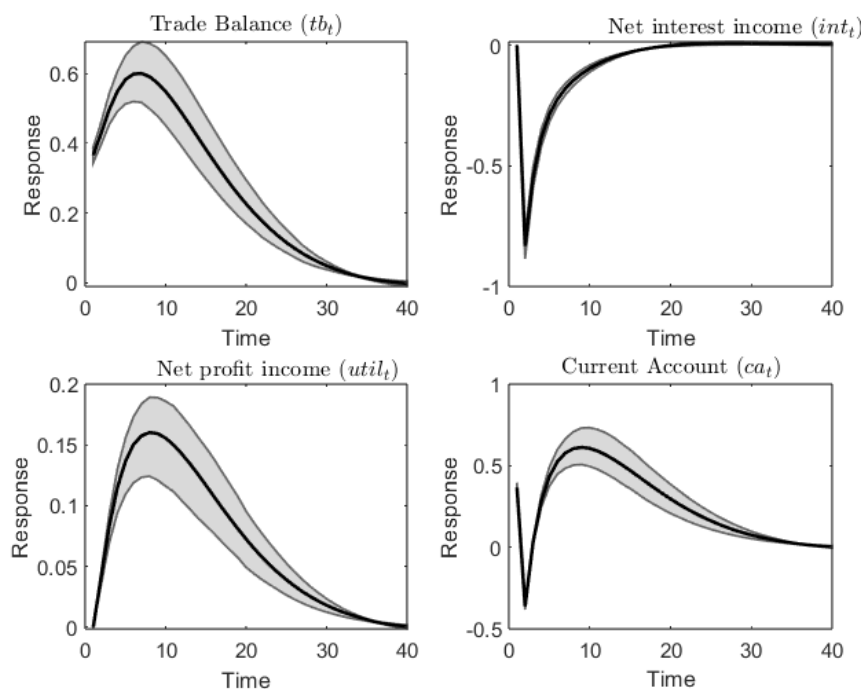 Trade Balance (tb_t)
0.6
0.4
0.2
0
Response
0 10 20 30 40
Time
Net interest income (int_t)
0
-0.5
-1
Response
0 10 20 30 40
Time
Net profit income (util_t)
0.2
0.15
0.1
0.05
0
Response
0 10 20 30 40
Time
Current Account (ca_t)
1
0.5
0
-0.5
Response
0 10 20 30 40
Time